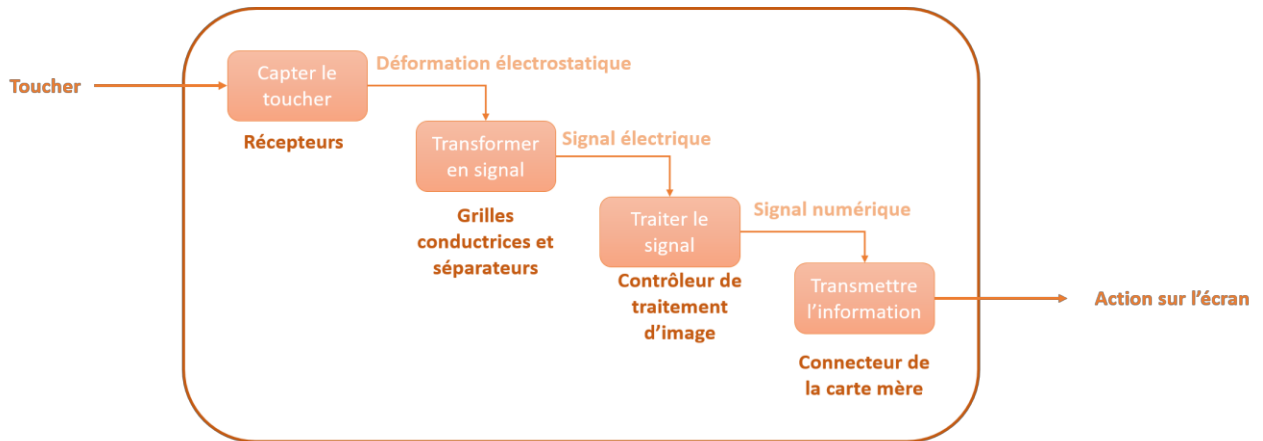 Toucher
Capter le
toucher
Récepteurs
Déformation électrostatique
Transformer
en signal
Grilles
conductrices et
séparateurs
Signal électrique
Traiter le
signal
Contrôleur de
traitement
d'image
Signal numérique
Transmettre
l'information
Connecteur de
la carte mère
Action sur l'écran